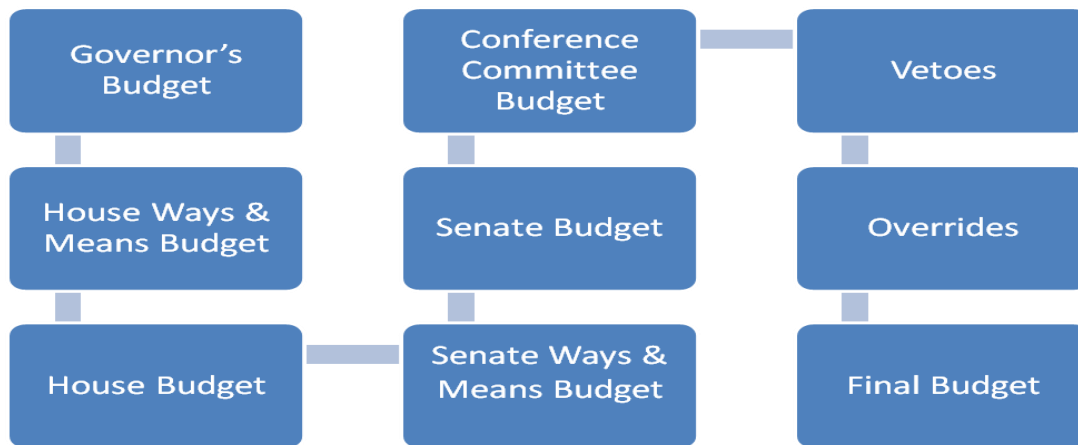 Governor’s
Budget
House Ways &
Means Budget
House Budget
Senate Ways &
Means Budget
Senate Budget
Conference
Committee
Budget
Vetoes
Overrides
Final Budget